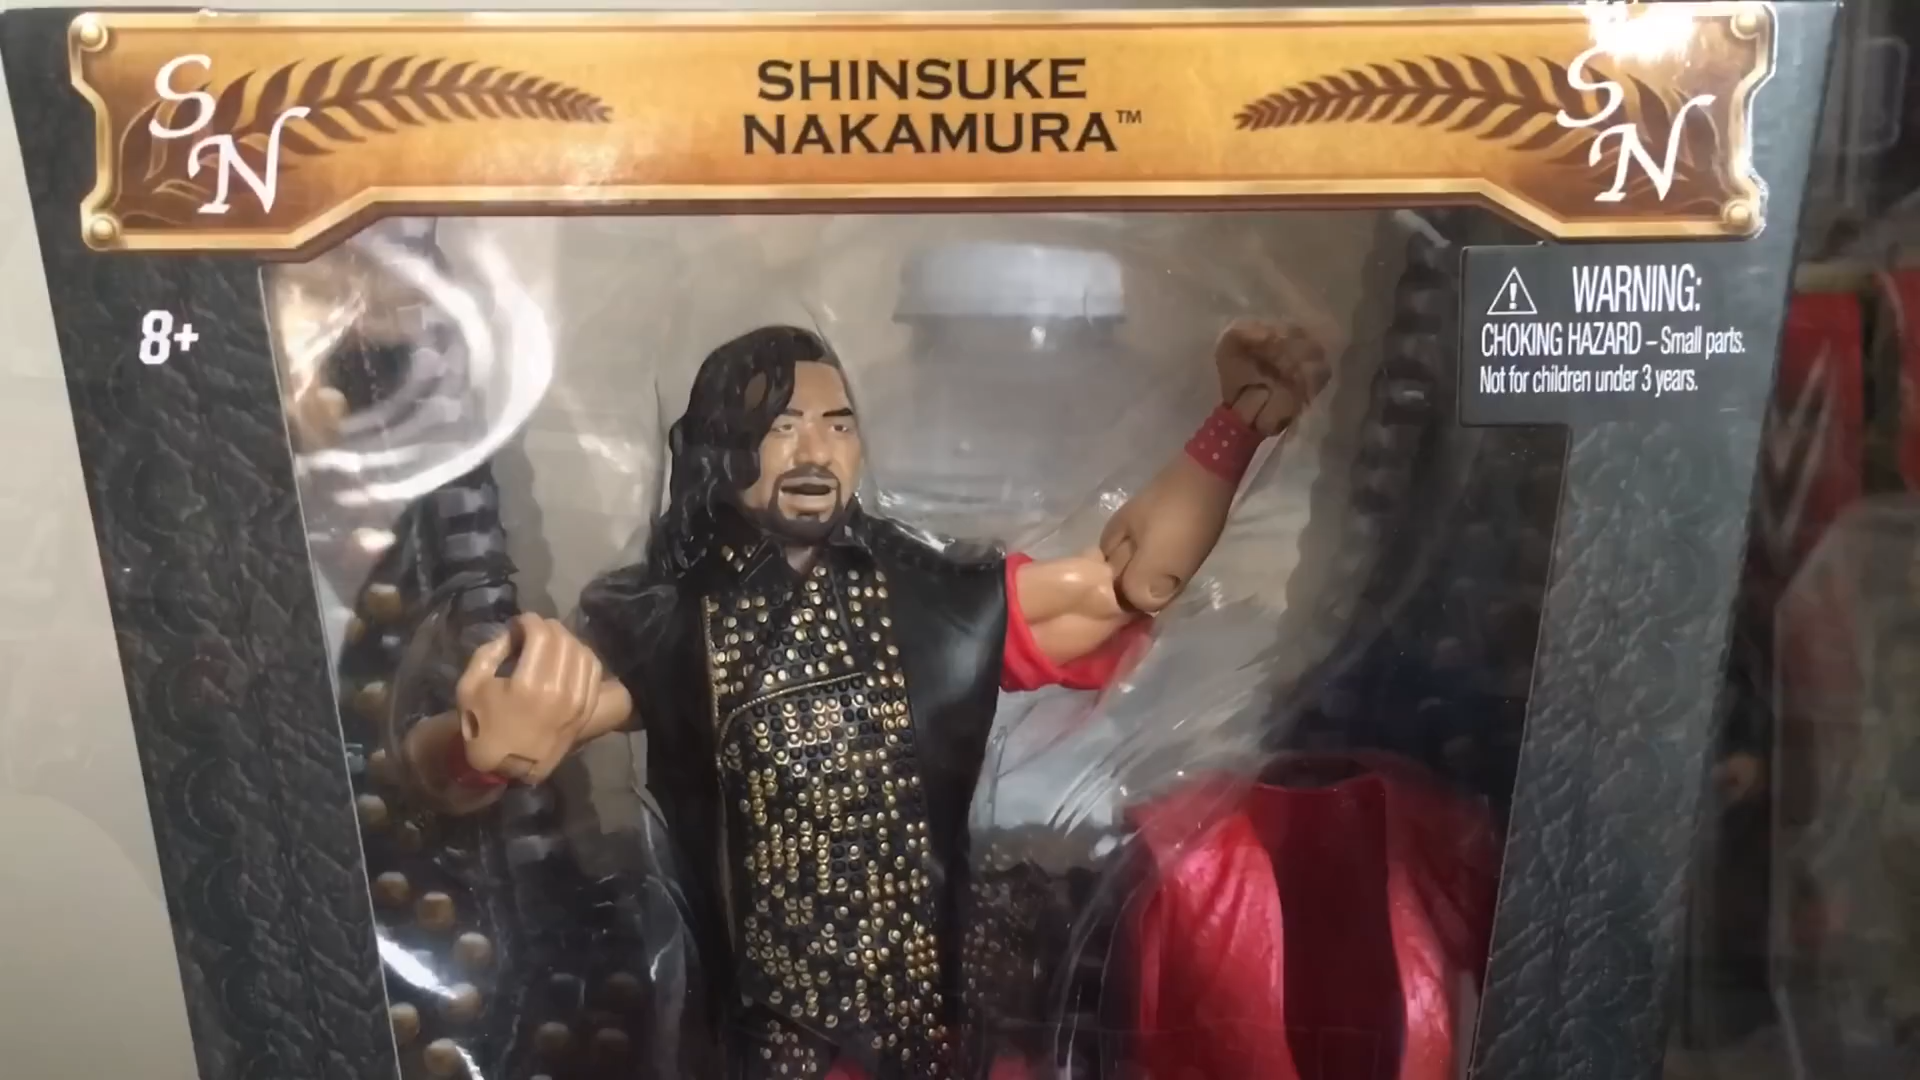 SN
SHINSUKE
NAKAMURA™
SN
8+
WARNING:
CHOKING HAZARD – Small parts.
Not for children under 3 years.